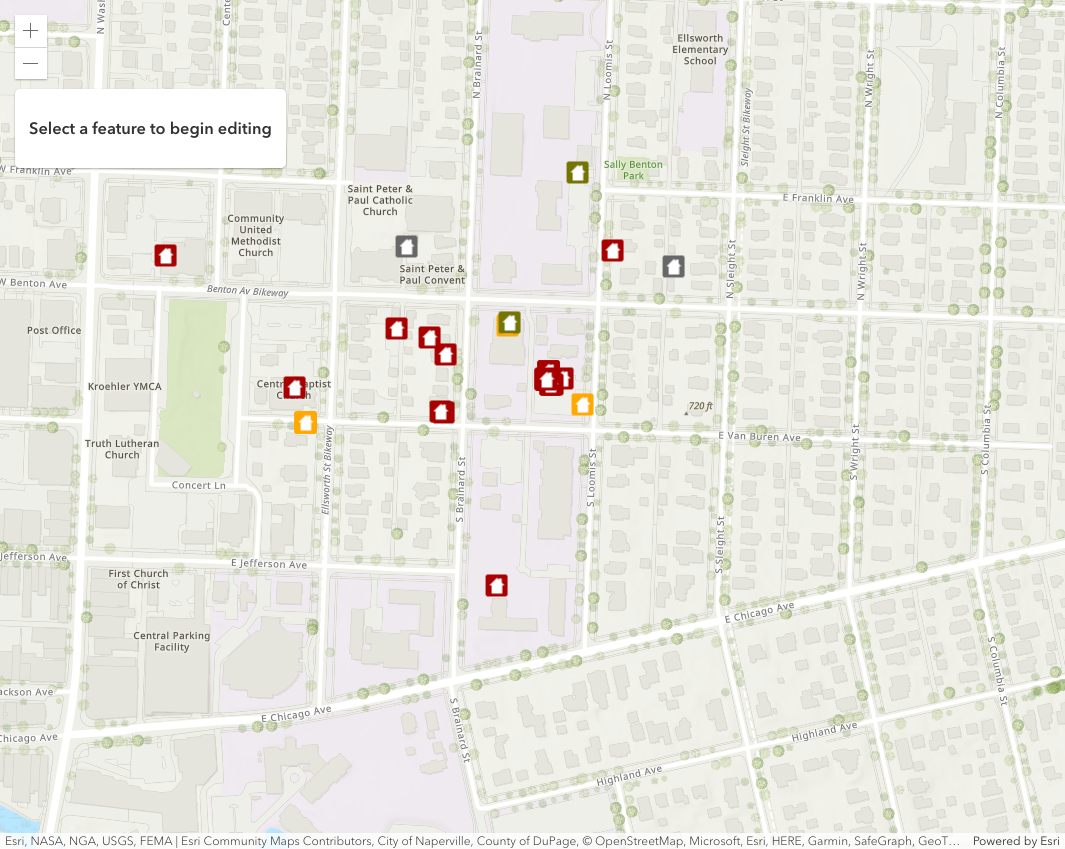 N Brainard St
N Loomis St
Ellsworth
Elementary
School
N Wright St
N Columbia St
Select a feature to begin editing
Sleight St Bikeway
W Franklin Ave
Sally Benton
Park
Saint Peter &
Paul Catholic
Church
E Franklin Ave
Community
United
Methodist
Church
N Sleight St
N Wright St
Saint Peter &
Paul Convent
W Benton Ave
Benton Av Bikeway
Post Office
Kroehler YMCA
Church
720 ft
E Van Buren Ave
Truth Lutheran
Church
Ellsworth St Bikeway
S Brainard St
S Loomis St
S Wright St
S Columbia St
Concert Ln
S Sleight St
Jefferson Ave
E Jefferson Ave
First Church
of Christ
E Chicago Ave
Central Parking
Facility
S Columbia St
ackson Ave
E Chicago Ave
S Brainard St
Chicago Ave
Highland Ave
Highland Ave
Esri, NASA, NGA, USGS, FEMA | Esri Community Maps Contributors, City of Naperville, County of DuPage, © OpenStreetMap, Microsoft, Esri, HERE, Garmin, SafeGraph, GeoT… Powered by Esri